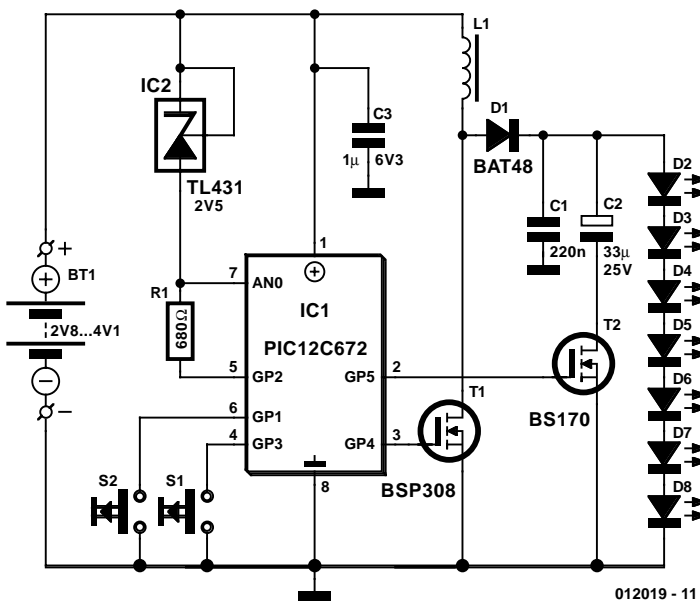 L1
IC2
C3
1µ 6V3
D1
BAT48
D2
TL431
2V5
C1
220n
C2
33µ
25V
D3
D4
+
BT1
2V8...4V1
−
1
7 AN0
R1
680Ω
IC1
PIC12C672
5 GP2
GP5 2
6 GP1
4 GP3
GP4 3
8
T2
BS170
T1
BSP308
D5
D6
D7
D8
S2
S1
012019 - 11